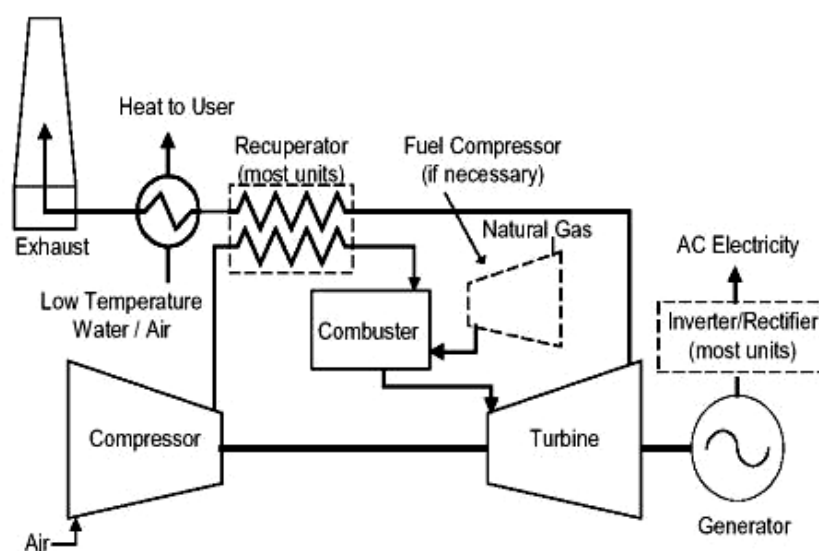 Heat to User
Recuperator
(most units)
Fuel Compressor
(if necessary)
Natural Gas
AC Electricity
Exhaust
Low Temperature
Water / Air
Combuster
Inverter/Rectifier
(most units)
Compressor
Turbine
Generator
Air